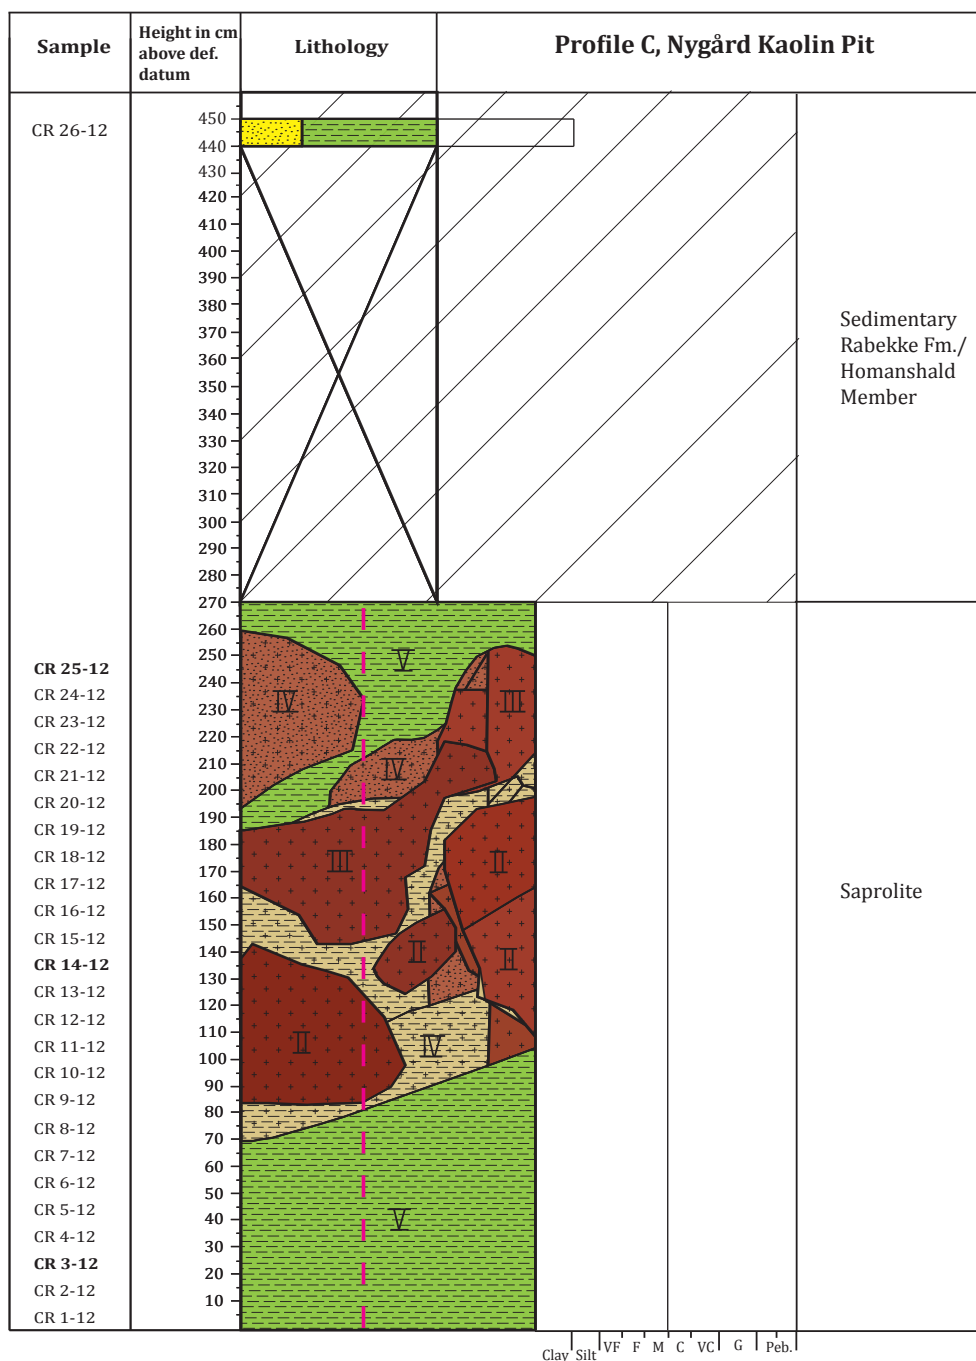 Sample
Height in cm
above def.
datum
Lithology
Profile C, Nygård Kaolin Pit
CR 26-12
450
440
430
420
410
400
390
380
370
360
350
340
330
320
310
300
290
280
270
260
250
240
230
220
210
200
190
180
170
160
150
140
130
120
110
100
90
80
70
60
50
40
30
20
10
Sedimentary
Rabekke Fm./
Homanshald
Member
CR 25-12
CR 24-12
CR 23-12
CR 22-12
CR 21-12
CR 20-12
CR 19-12
CR 18-12
CR 17-12
CR 16-12
CR 15-12
CR 14-12
CR 13-12
CR 12-12
CR 11-12
CR 10-12
CR 9-12
CR 8-12
CR 7-12
CR 6-12
CR 5-12
CR 4-12
CR 3-12
CR 2-12
CR 1-12
V
IV
III
IV
III
II
II
II
II
IV
V
Saprolite
Clay Silt VF F M C VC G Peb.